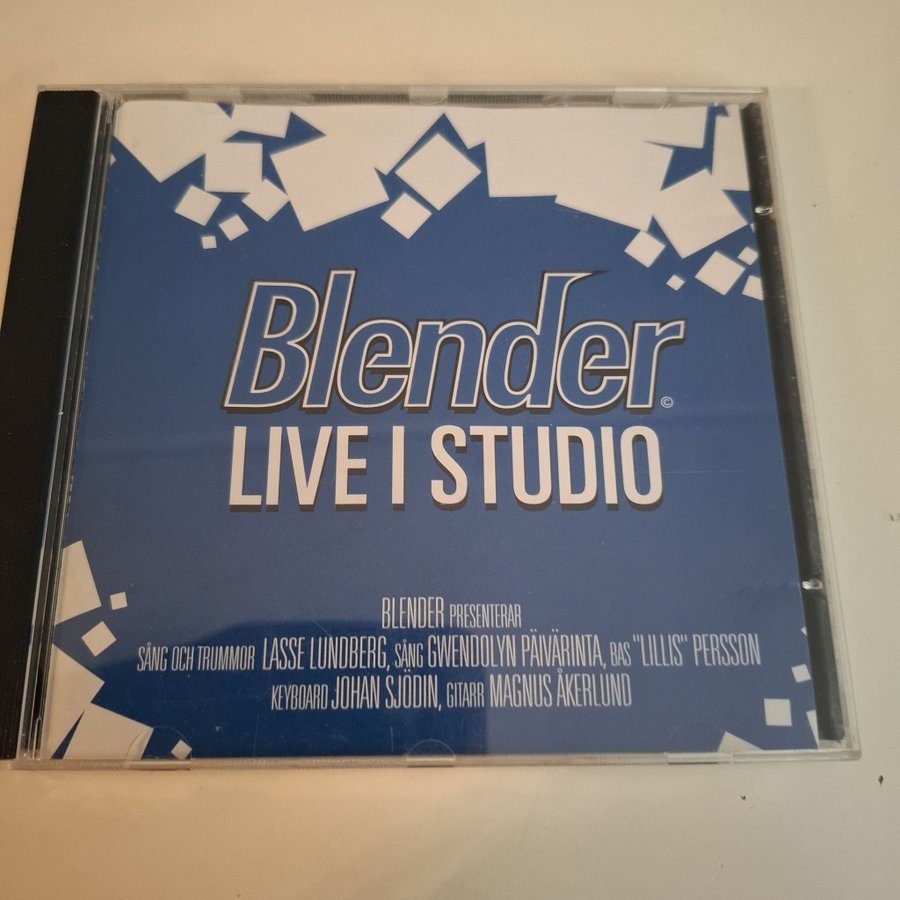 Blender©
LIVE I STUDIO
BLENDER PRESENTERAR
SÅNG OCH TRUMMOR LASSE LUNDBERG, SÅNG GWENDOLYN PÄIVÄRINTA, BAS "LILLIS" PERSSON
KEYBOARD JOHAN SJÖDIN, GITARR MAGNUS ÅKERLUND